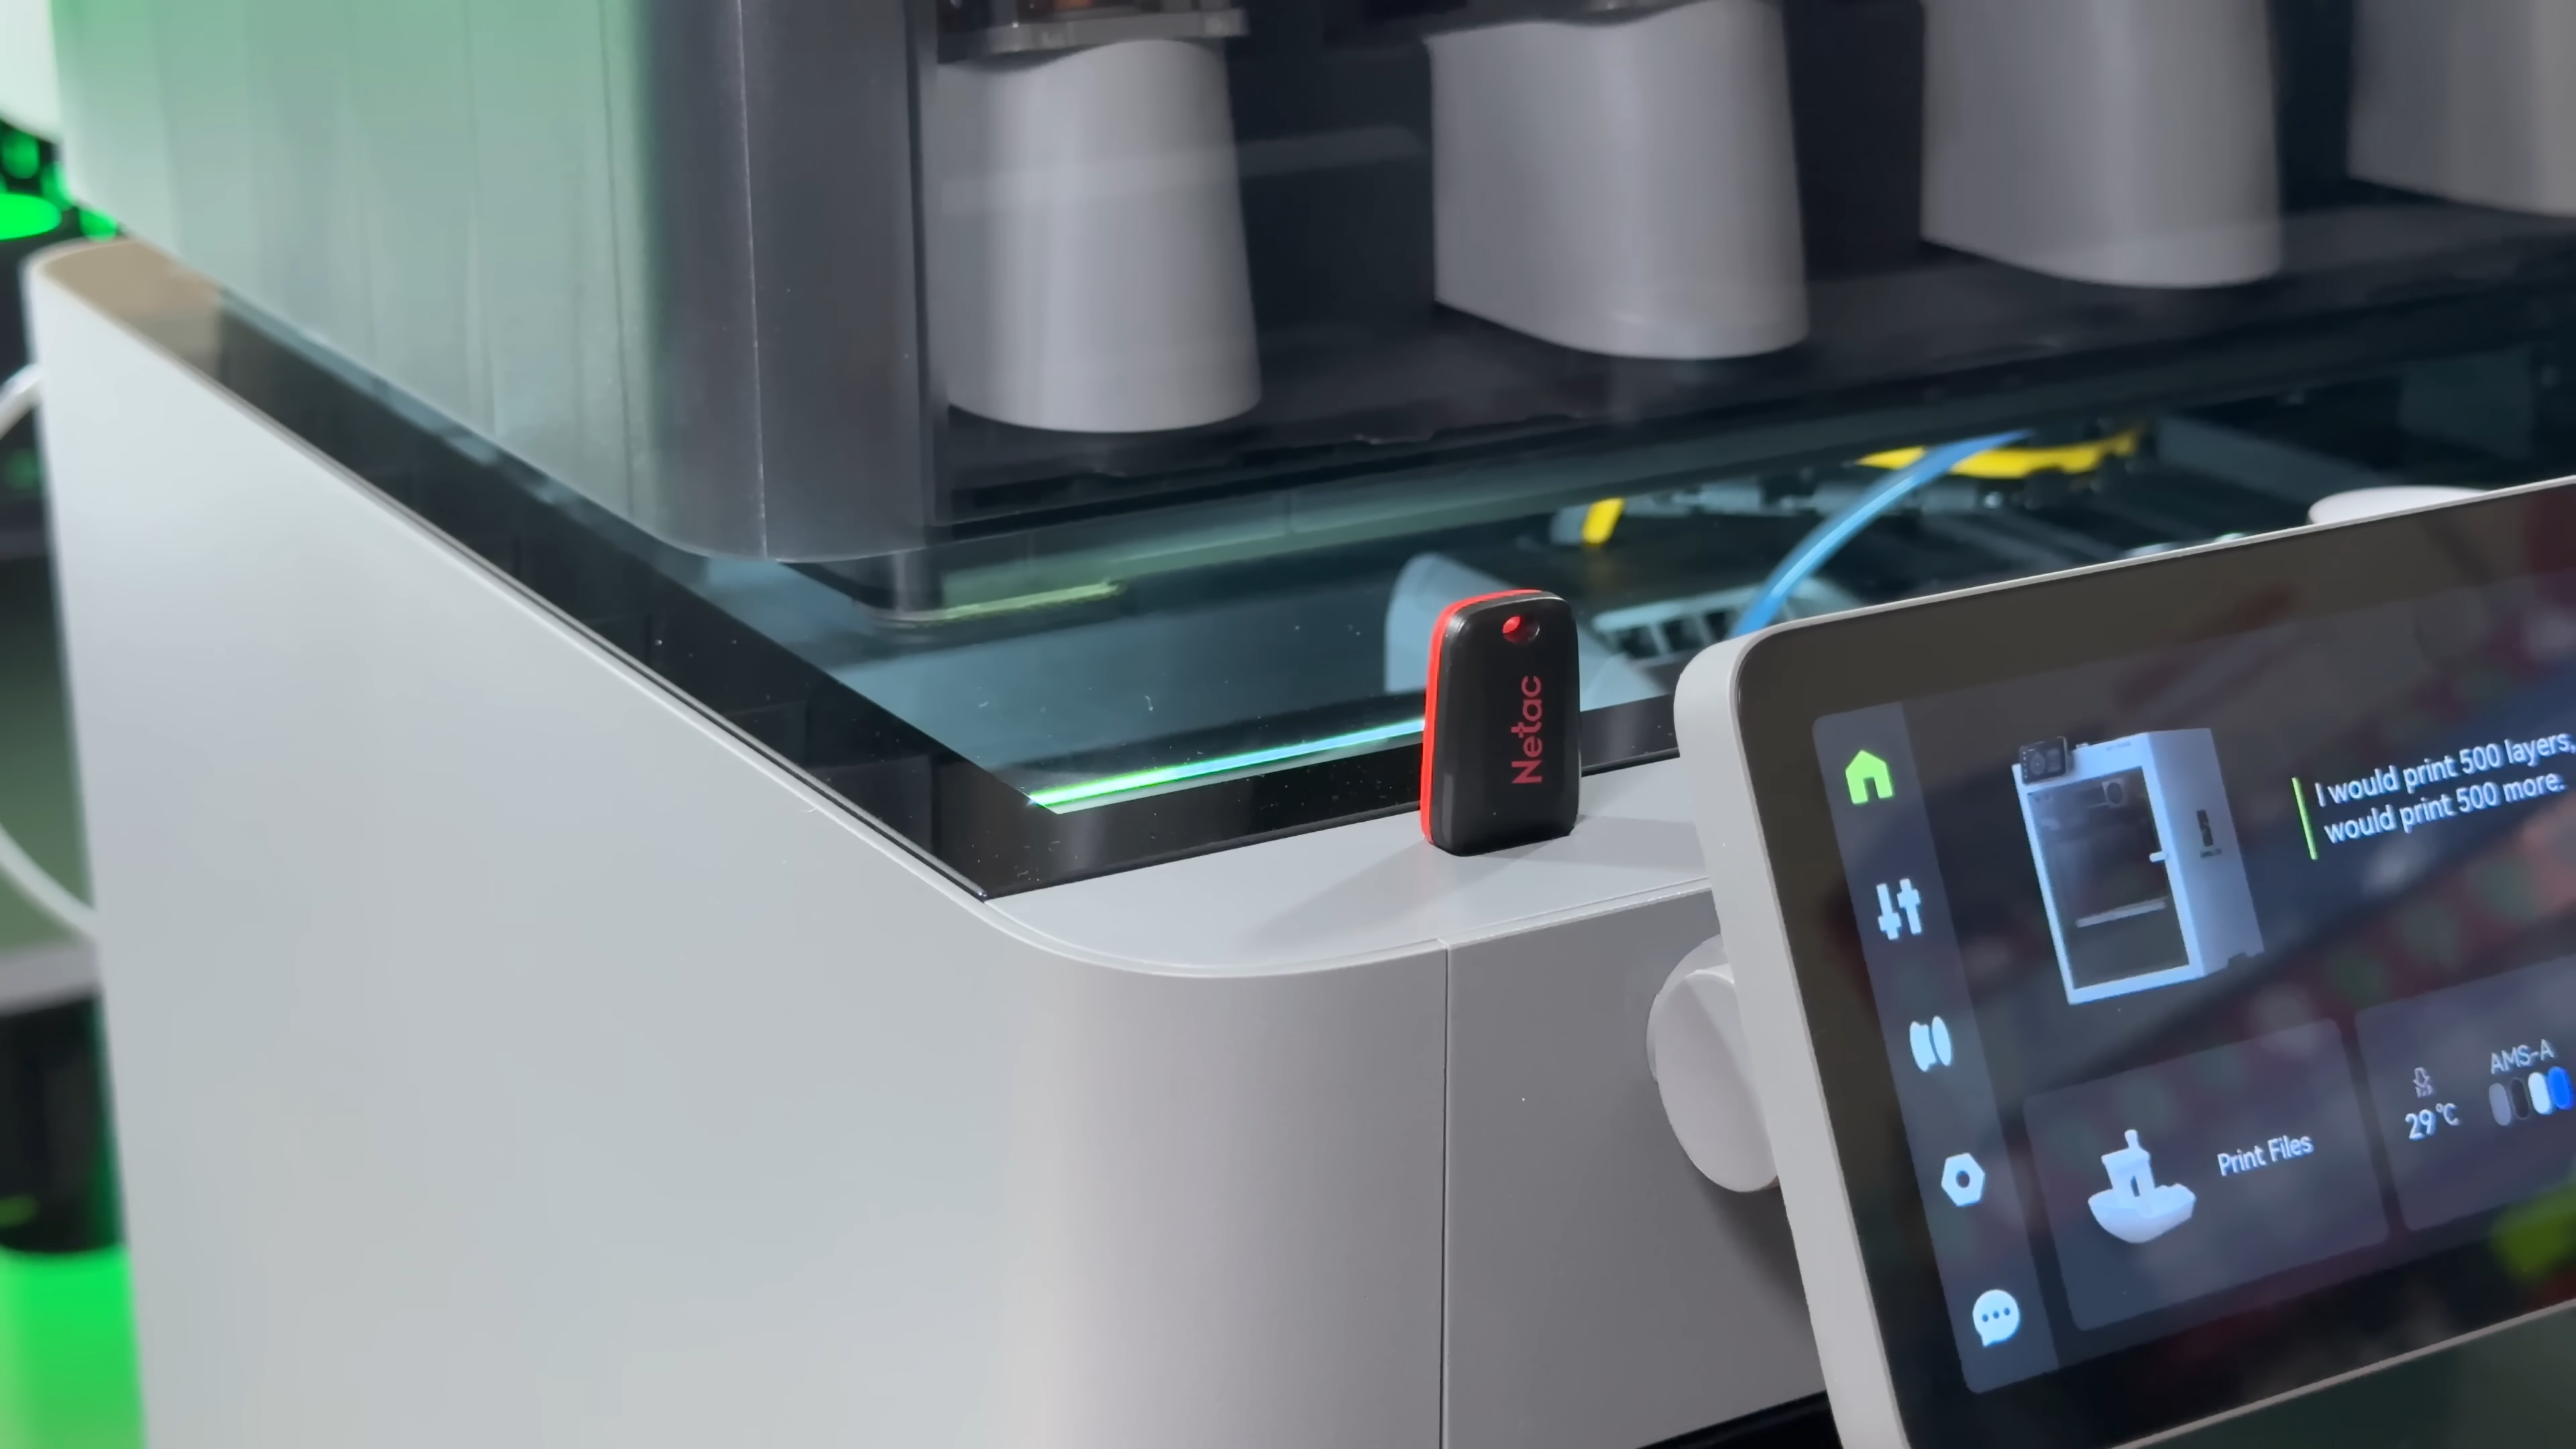 Netac
I would print 500 layers,
would print 500 more.
Print Files
29°C
AMS-A